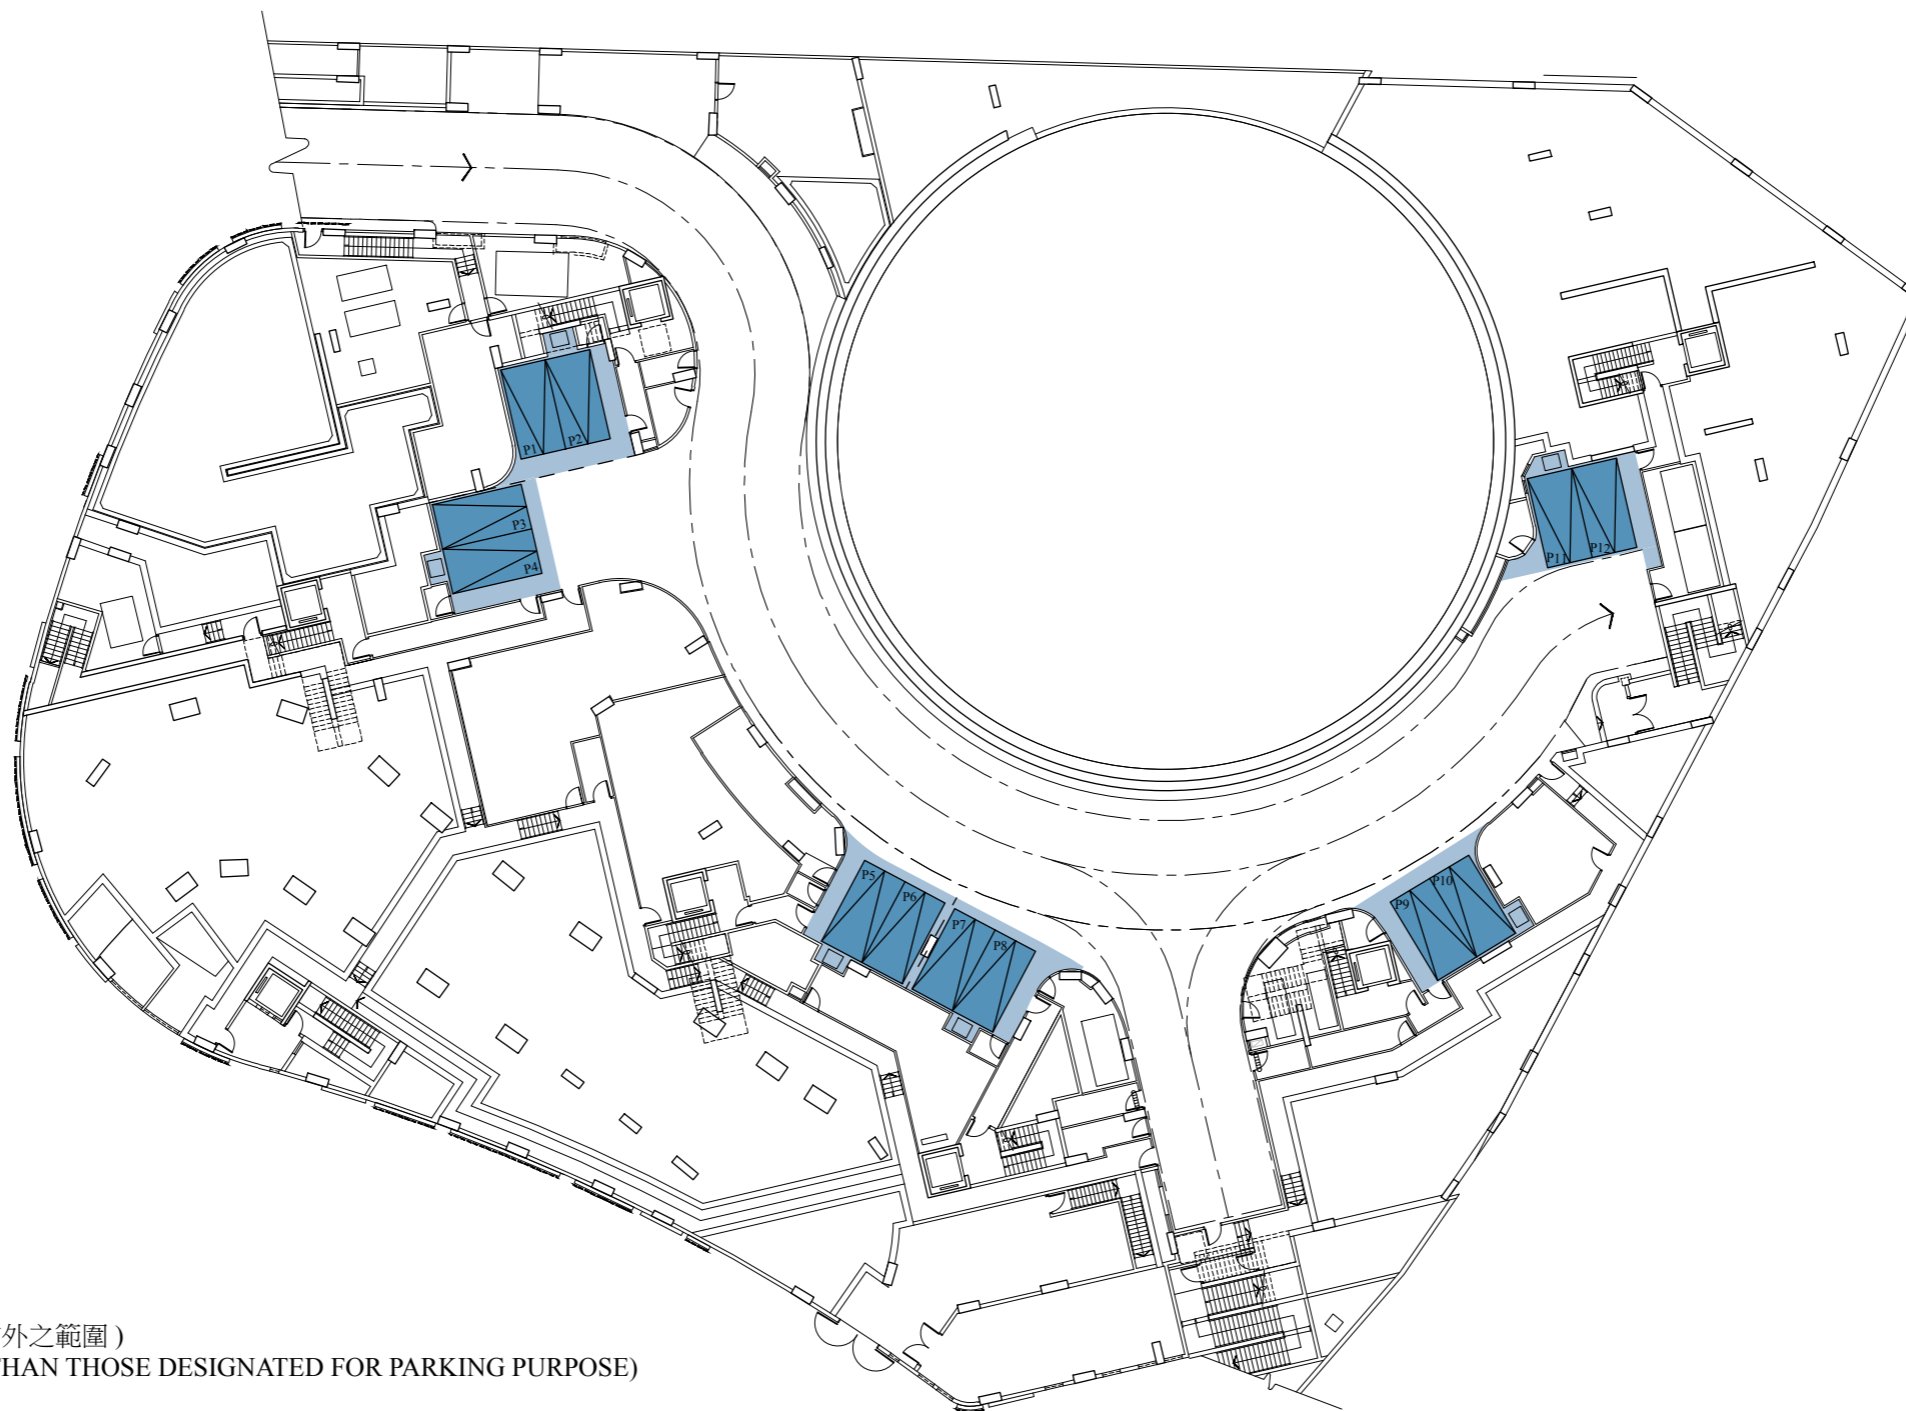 P1
P2
P3
P4
P5
P6
P7
P8
P9
P10
P11
P12
外之範圍 )
THAN THOSE DESIGNATED FOR PARKING PURPOSE)